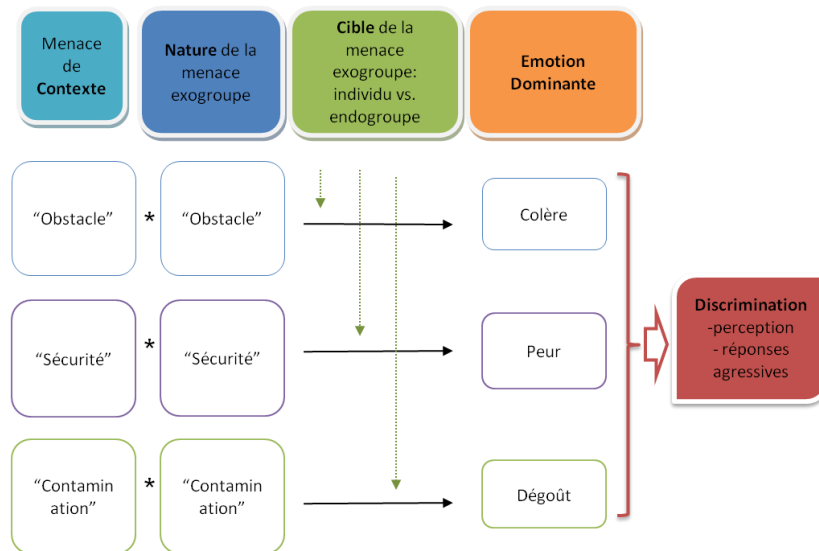 Menace
de
Contexte
Nature de la
menace
exogroupe
Cible de la
menace
exogroupe:
individu vs.
endogroupe
Emotion
Dominante
“Obstacle”
*
“Obstacle”
Colère
“Sécurité”
*
“Sécurité”
Peur
“Contamin
ation”
*
“Contamin
ation”
Dégoût
Discrimination
-perception
- réponses
agressives